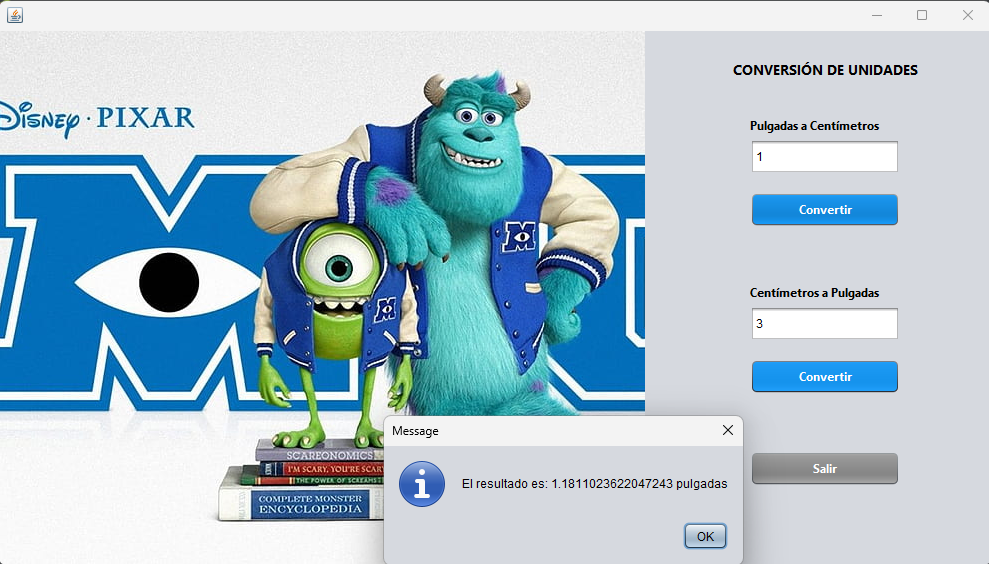 CONVERSIÓN DE UNIDADES
Disney · PIXAR
Pulgadas a Centímetros
1
Convertir
Centímetros a Pulgadas
3
Convertir
Salir
M
M
SCAREONOMICS
I'M SCARY, YOU'RE SCARY
THE POWER OF SCREAMS
COMPLETE MONSTER
ENCYCLOPEDIA
Message
El resultado es: 1.1811023622047243 pulgadas
OK